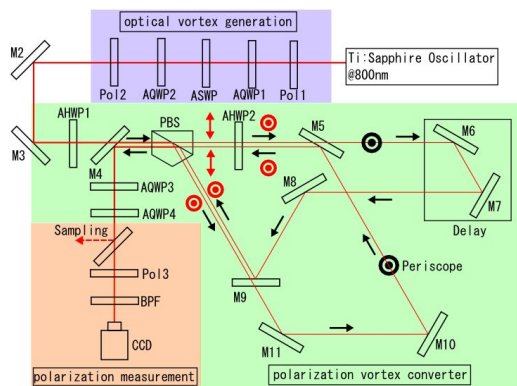 optical vortex generation
Ti:Sapphire Oscillator
@800nm
M2
Pol2
AQWP2
ASWP
AQWP1
Pol1
AHWP1
PBS
AHWP2
M5
M6
M3
M4
M8
M7
AQWP3
AQWP4
Delay
Sampling
Periscope
M9
Pol3
BPF
M11
M10
CCD
polarization measurement
polarization vortex converter